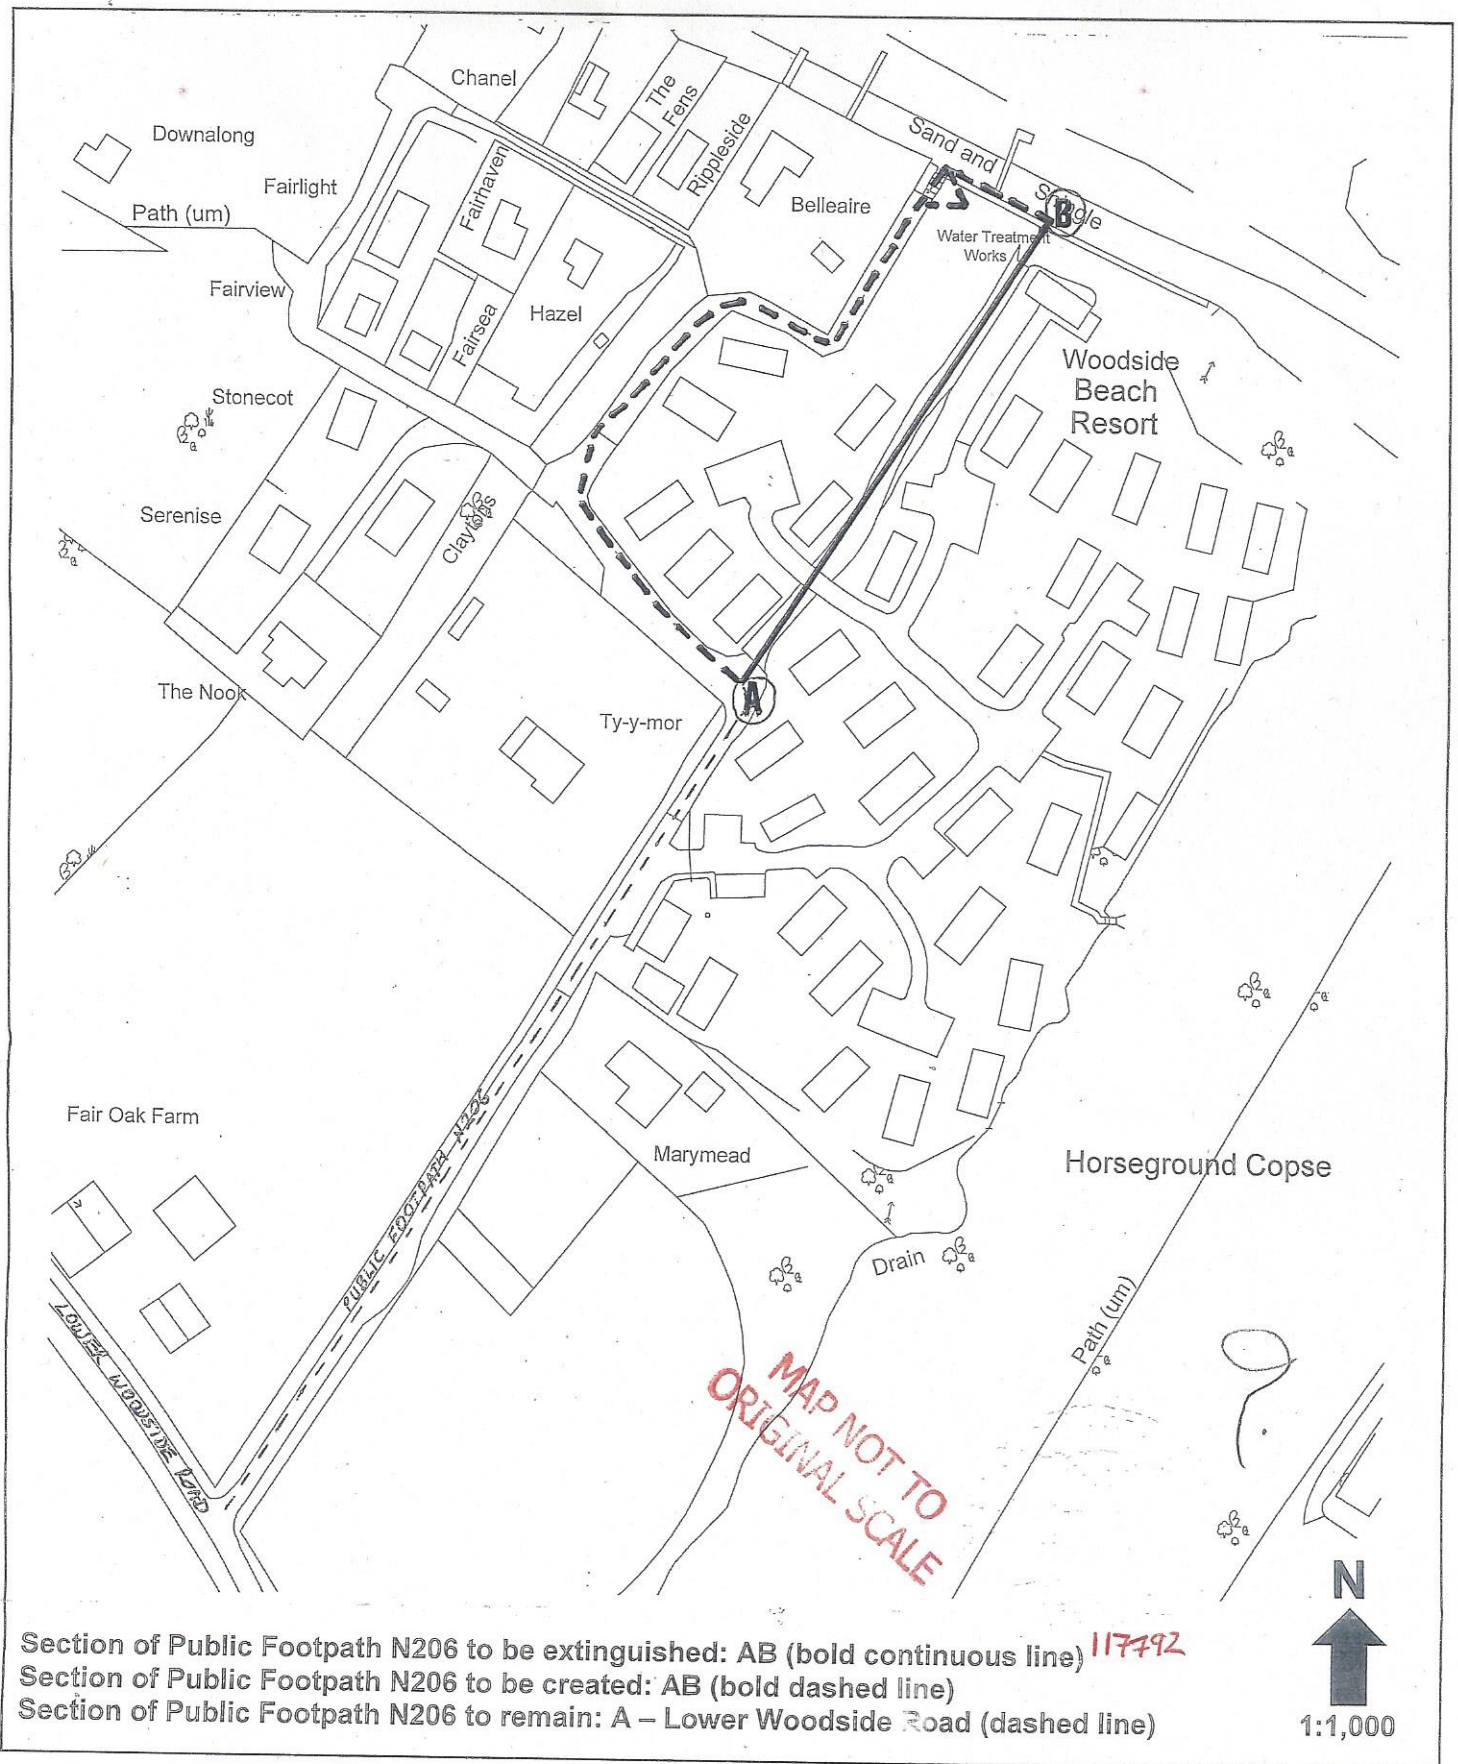 Chanel
The
Fens
Downalong
Rippleside
Sand and
Shingle
Fairlight
Fairhaven
Belleaire
B
Path (um)
Water Treatment
Works
Fairview
Hazel
Fairsea
Woodside
Beach
Resort
Stonecot
Serenise
Claytons
The Nook
A
Ty-y-mor
Fair Oak Farm
PUBLIC FOOTPATH N206
Marymead
Horseground Copse
Drain
Path (um)
LOWER WOODSIDE ROAD
MAP NOT TO
ORIGINAL SCALE
N
1:1,000
Section of Public Footpath N206 to be extinguished: AB (bold continuous line) 117792
Section of Public Footpath N206 to be created: AB (bold dashed line)
Section of Public Footpath N206 to remain: A – Lower Woodside Road (dashed line)